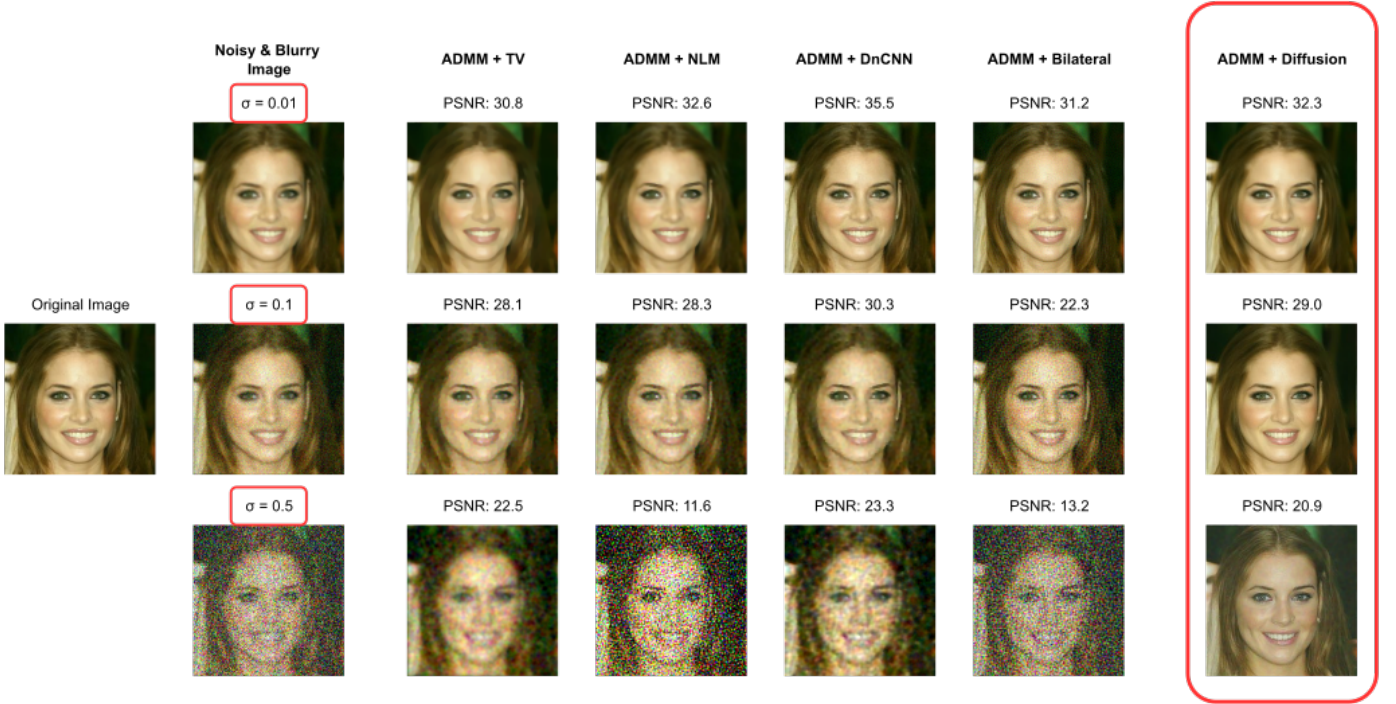 Noisy & Blurry
Image
ADMM + TV
ADMM + NLM
ADMM + DnCNN
ADMM + Bilateral
ADMM + Diffusion
σ = 0.01
PSNR: 30.8
PSNR: 32.6
PSNR: 35.5
PSNR: 31.2
PSNR: 32.3
Original Image
σ = 0.1
PSNR: 28.1
PSNR: 28.3
PSNR: 30.3
PSNR: 22.3
PSNR: 29.0
σ = 0.5
PSNR: 22.5
PSNR: 11.6
PSNR: 23.3
PSNR: 13.2
PSNR: 20.9